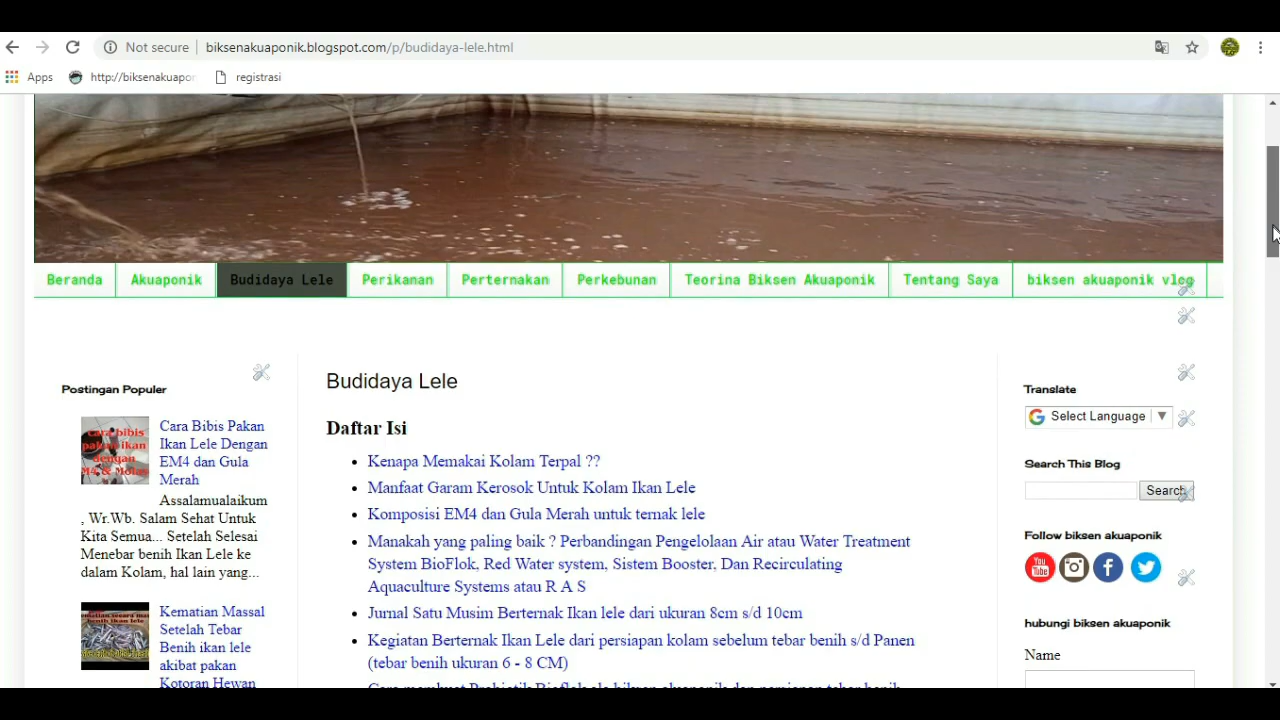 Not secure
biksenakuaponik.blogspot.com/p/budidaya-lele.html
Apps
http://biksenakuapon
registrasi
Beranda
Akuaponik
Budidaya Lele
Perikanan
Perternakan
Perkebunan
Teorina Biksen Akuaponik
Tentang Saya
biksen akuaponik vlog
Postingan Populer
Cara bibis
pakan ikan
dengan
Cara Bibis Pakan
Ikan Lele Dengan
EM4 dan Gula
Merah
Assalamualaikum
, Wr.Wb. Salam Sehat Untuk
Kita Semua... Setelah Selesai
Menebar benih Ikan Lele ke
dalam Kolam, hal lain yang...
Kematian Massal
Setelah Tebar
Benih ikan lele
akibat pakan
Kotoran Hewan
Budidaya Lele
Daftar Isi
Kenapa Memakai Kolam Terpal ??
Manfaat Garam Kerosok Untuk Kolam Ikan Lele
Komposisi EM4 dan Gula Merah untuk ternak lele
Manakah yang paling baik ? Perbandingan Pengelolaan Air atau Water Treatment
System BioFlok, Red Water system, Sistem Booster, Dan Recirculating
Aquaculture Systems atau R A S
Jurnal Satu Musim Berternak Ikan lele dari ukuran 8cm s/d 10cm
Kegiatan Berternak Ikan Lele dari persiapan kolam sebelum tebar benih s/d Panen
(tebar benih ukuran 6 - 8 CM)
Translate
Select Language
Search This Blog
Search
Follow biksen akuaponik
You
Tube
hubungi biksen akuaponik
Name